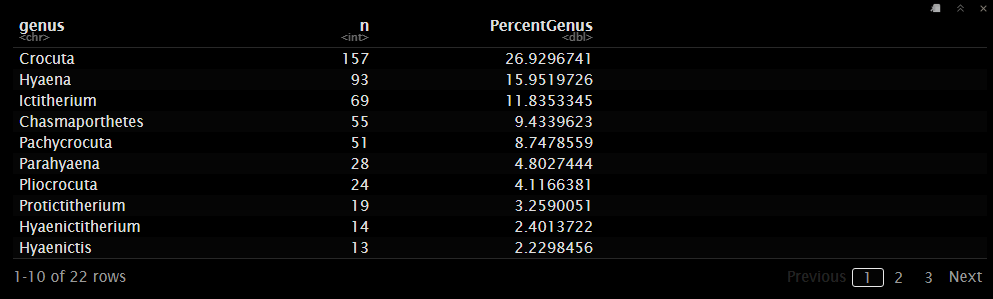 genus n PercentGenus
<chr> <int> <dbl>
Crocuta 157 26.9296741
Hyaena 93 15.9519726
Ictitherium 69 11.8353345
Chasmaporthetes 55 9.4339623
Pachycrocuta 51 8.7478559
Parahyaena 28 4.8027444
Pliocrocuta 24 4.1166381
Protictitherium 19 3.2590051
Hyaenictitherium 14 2.4013722
Hyaenictis 13 2.2298456
1-10 of 22 rows Previous 1 2 3 Next